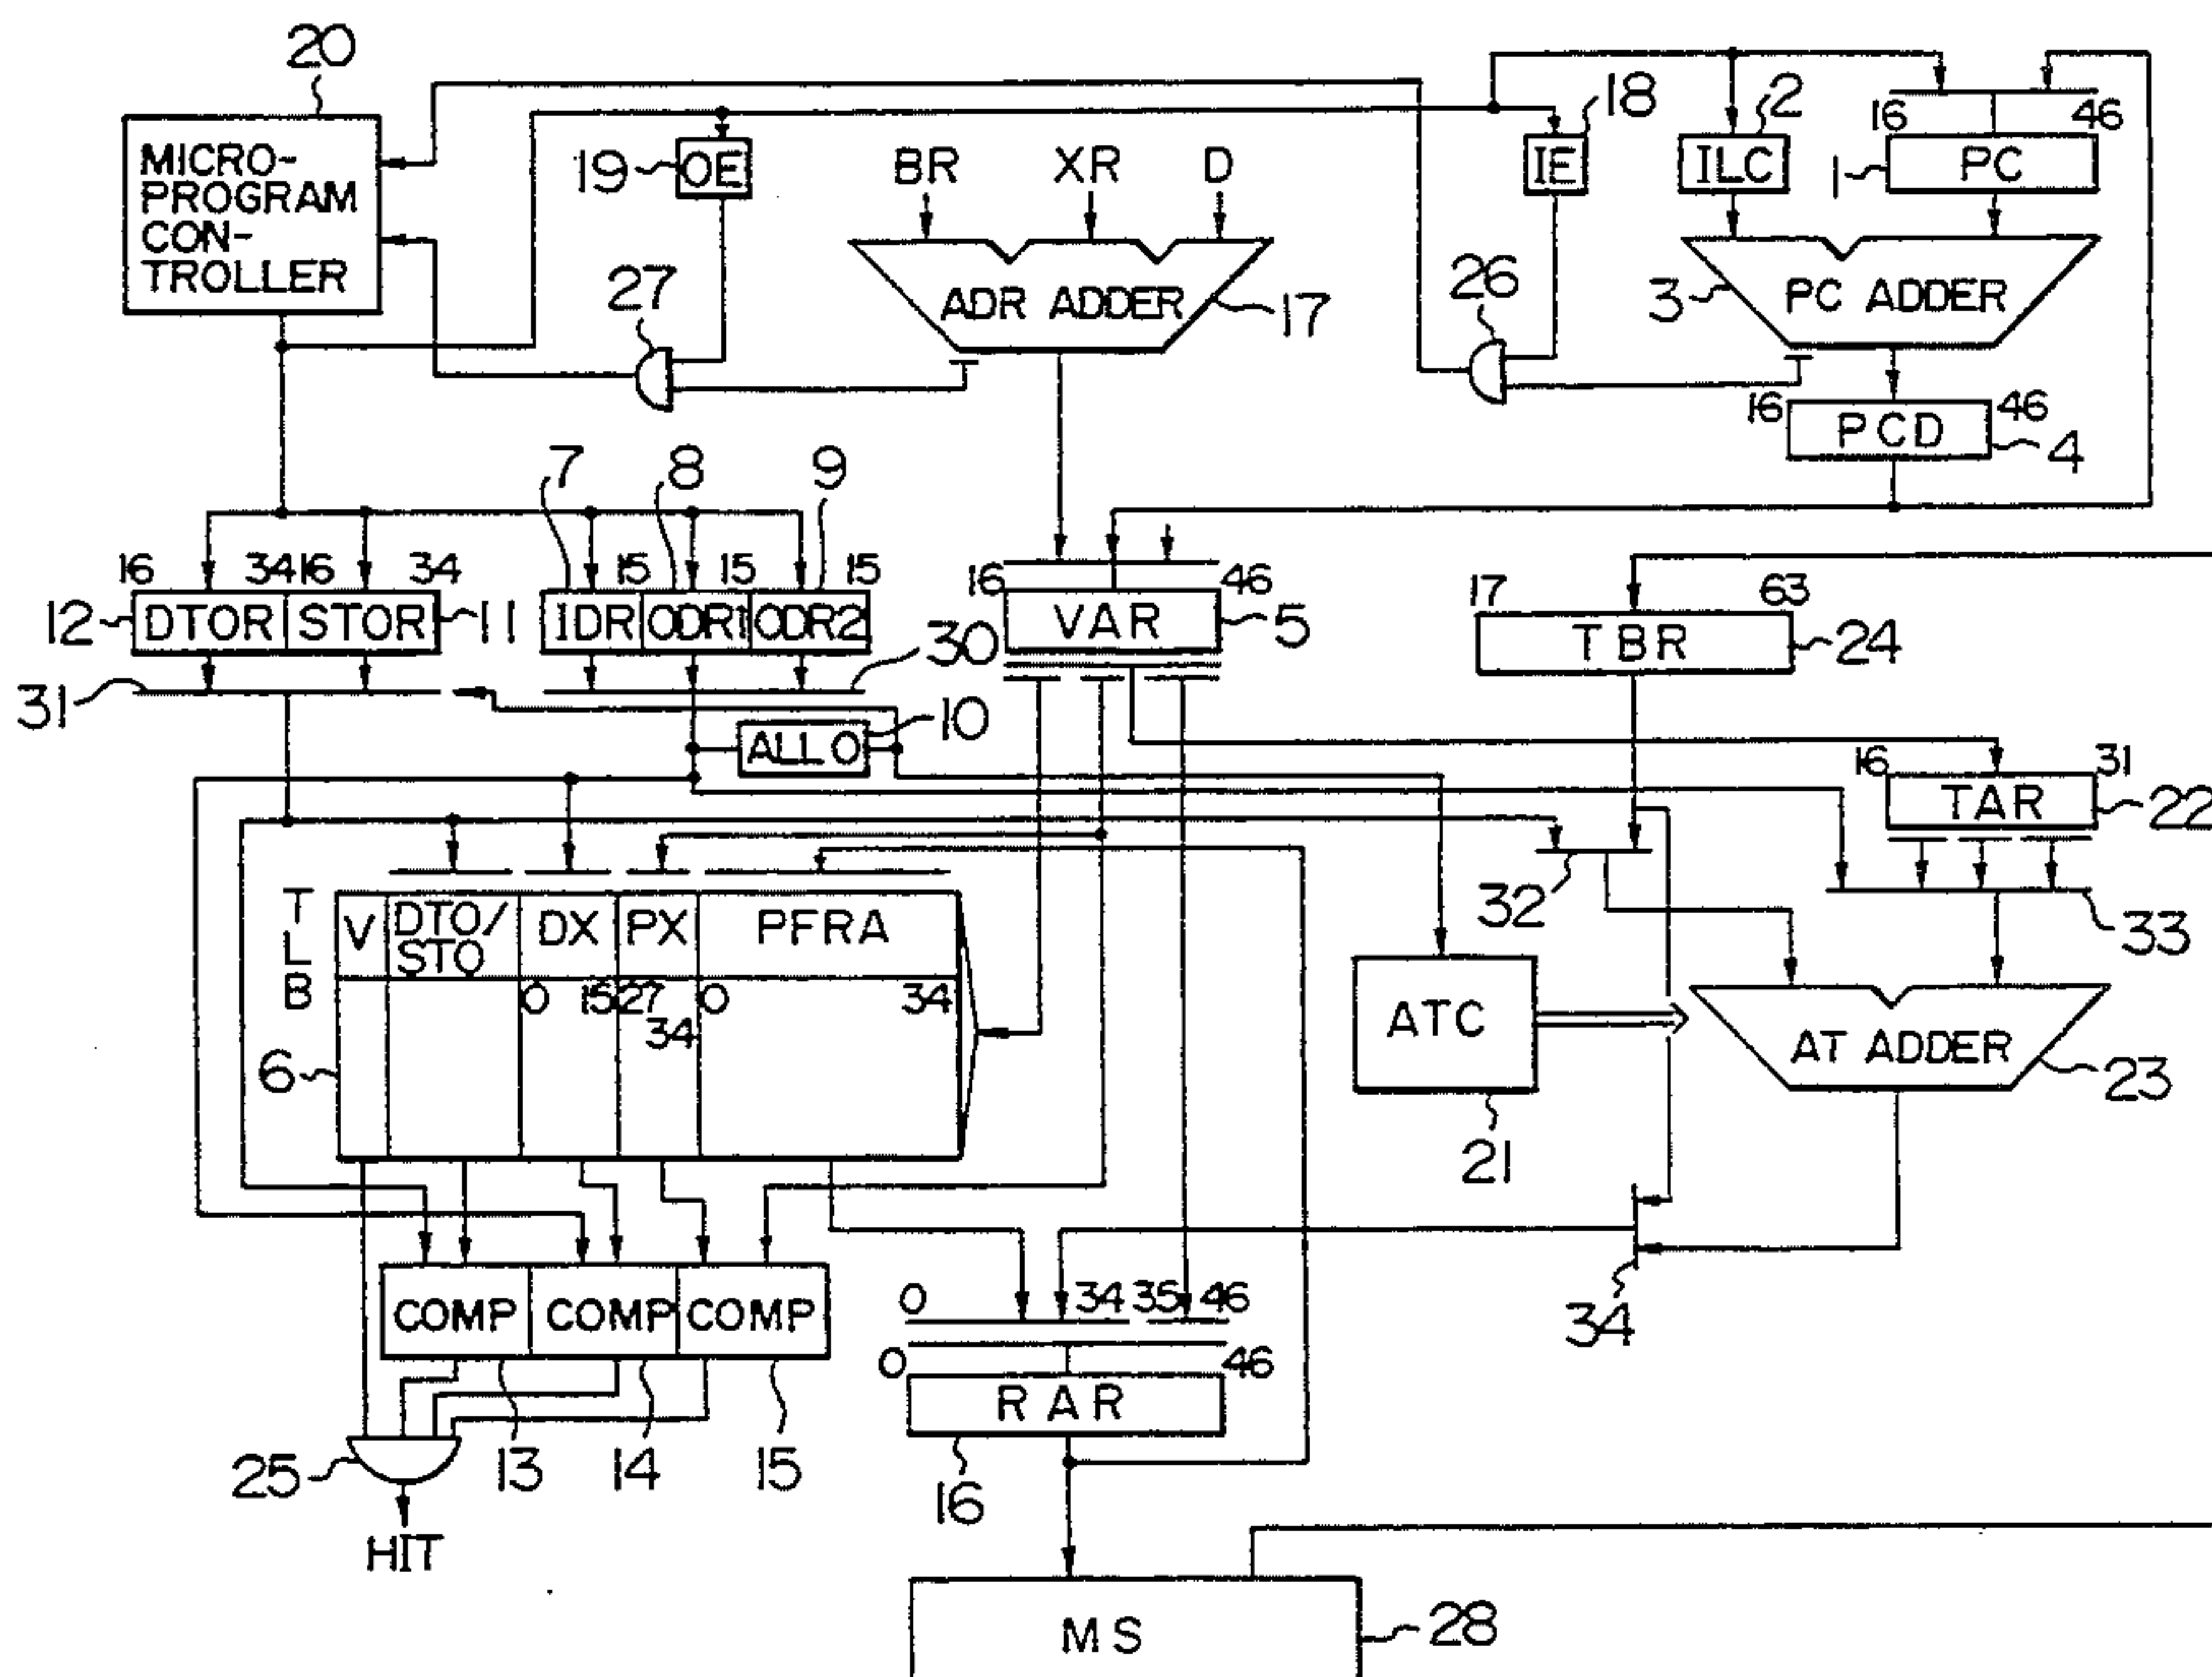 20
MICRO-
PROGRAM
CON-
TROLLER
19
OE
BR
XR
D
18
IE
2
ILC
16
46
1
PC
27
ADR ADDER
17
26
3
PC ADDER
16
46
PCD
4
7
8
9
16
34
16
34
15
15
15
12
DTOR
STOR
11
IDR
ODR1
ODR2
16
46
VAR
5
17
63
TBR
24
31
30
10
ALL 0
16
31
TAR
22
32
33
TLB
V
DTO/
STO
DX
PX
PFRA
0
15
27
34
0
34
6
ATC
21
AT ADDER
23
34
COMP
COMP
COMP
0
34
35
46
0
46
RAR
25
13
14
15
16
HIT
MS
28